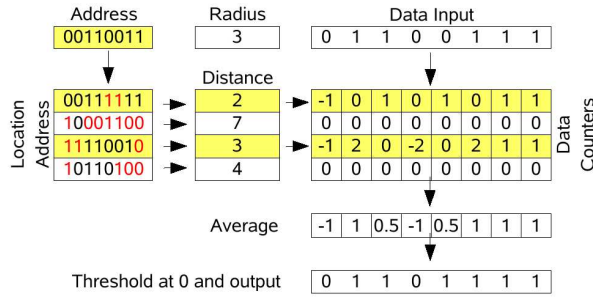 Address Radius Data Input
00110011 3 0 1 1 0 0 1 1 1
Distance
Location Address
00111111 2 -1 0 1 0 1 0 1 1
10001100 7 0 0 0 0 0 0 0 0
11110010 3 -1 2 0 -2 0 2 1 1
10110100 4 0 0 0 0 0 0 0 0
Data Counters
Average -1 1 0.5 -1 0.5 1 1 1
Threshold at 0 and output 0 1 1 0 1 1 1 1